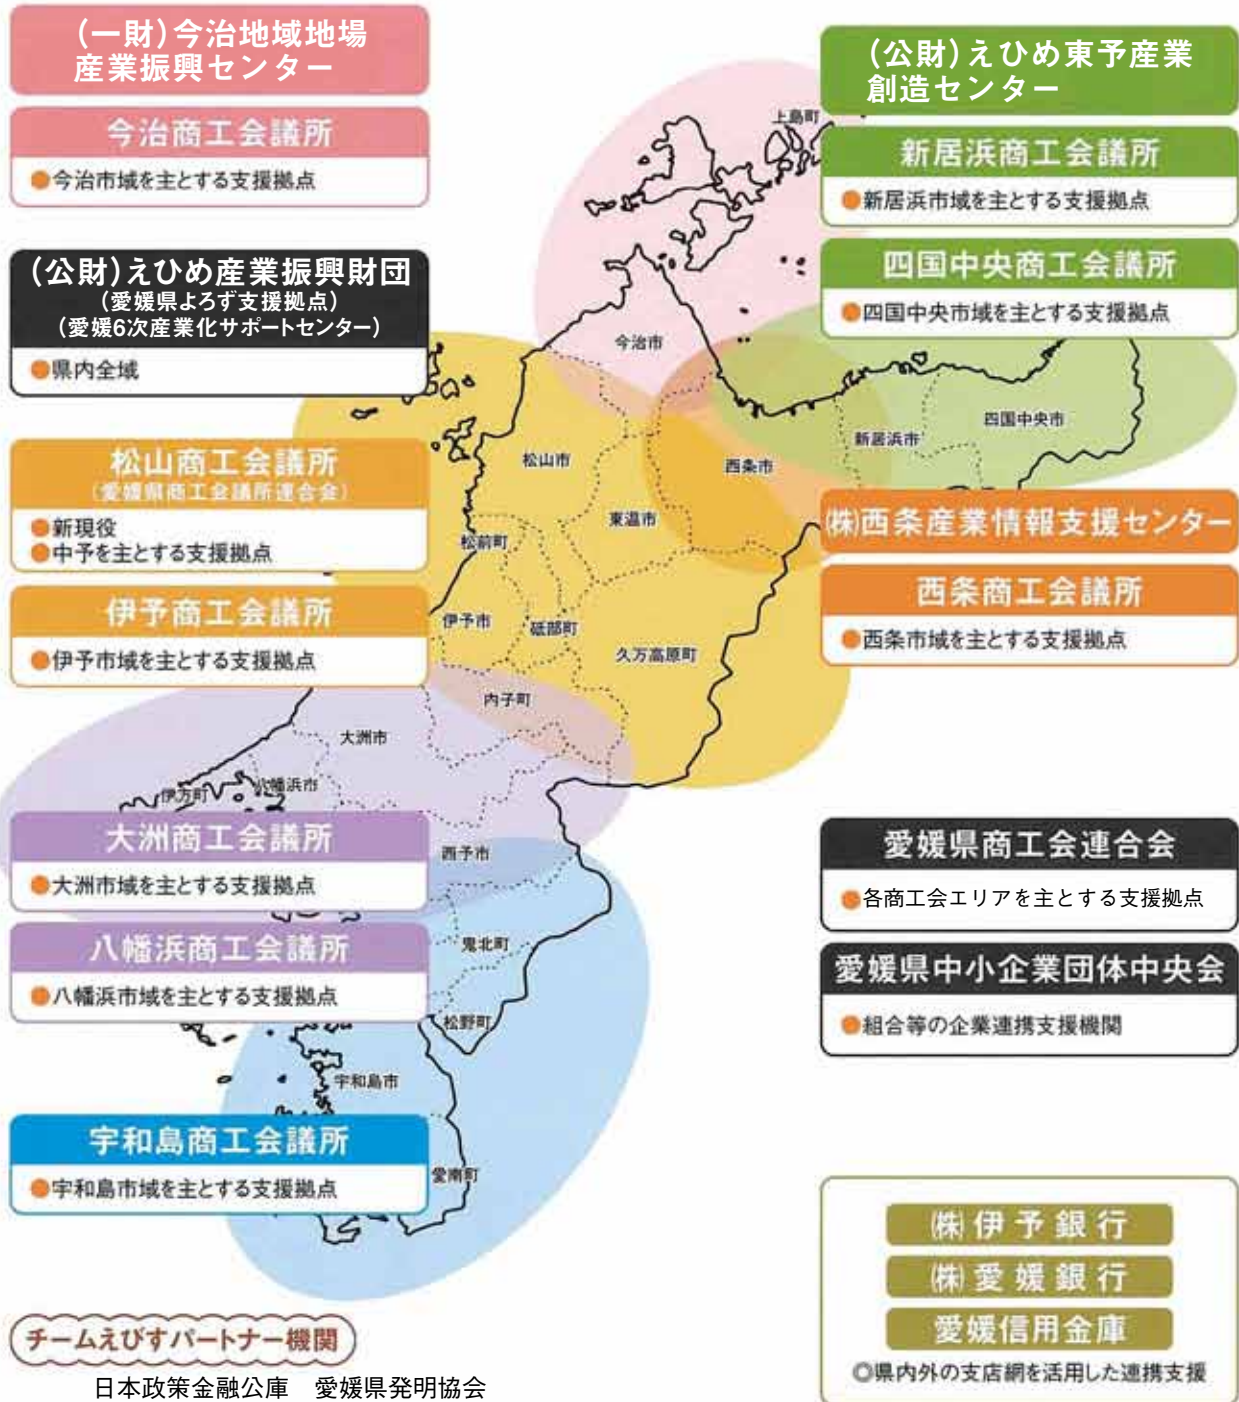 (一財)今治地域地場
産業振興センター
今治商工会議所
●今治市域を主とする支援拠点
(公財)えひめ産業振興財団
(愛媛県よろず支援拠点)
(愛媛6次産業化サポートセンター)
●県内全域
松山商工会議所
(愛媛県商工会議所連合会)
●新現役
●中予を主とする支援拠点
伊予商工会議所
●伊予市域を主とする支援拠点
大洲商工会議所
●大洲市域を主とする支援拠点
八幡浜商工会議所
●八幡浜市域を主とする支援拠点
宇和島商工会議所
●宇和島市域を主とする支援拠点
上島町
今治市
松山市
西条市
新居浜市
四国中央市
東温市
松前町
伊予市
砥部町
久万高原町
内子町
大洲市
八幡浜市
伊方町
西予市
鬼北町
松野町
宇和島市
愛南町
(公財)えひめ東予産業
創造センター
新居浜商工会議所
●新居浜市域を主とする支援拠点
四国中央商工会議所
●四国中央市域を主とする支援拠点
㈱西条産業情報支援センター
西条商工会議所
●西条市域を主とする支援拠点
愛媛県商工会連合会
●各商工会エリアを主とする支援拠点
愛媛県中小企業団体中央会
●組合等の企業連携支援機関
㈱伊予銀行
㈱愛媛銀行
愛媛信用金庫
◎県内外の支店網を活用した連携支援
チームえびすパートナー機関
日本政策金融公庫　愛媛県発明協会